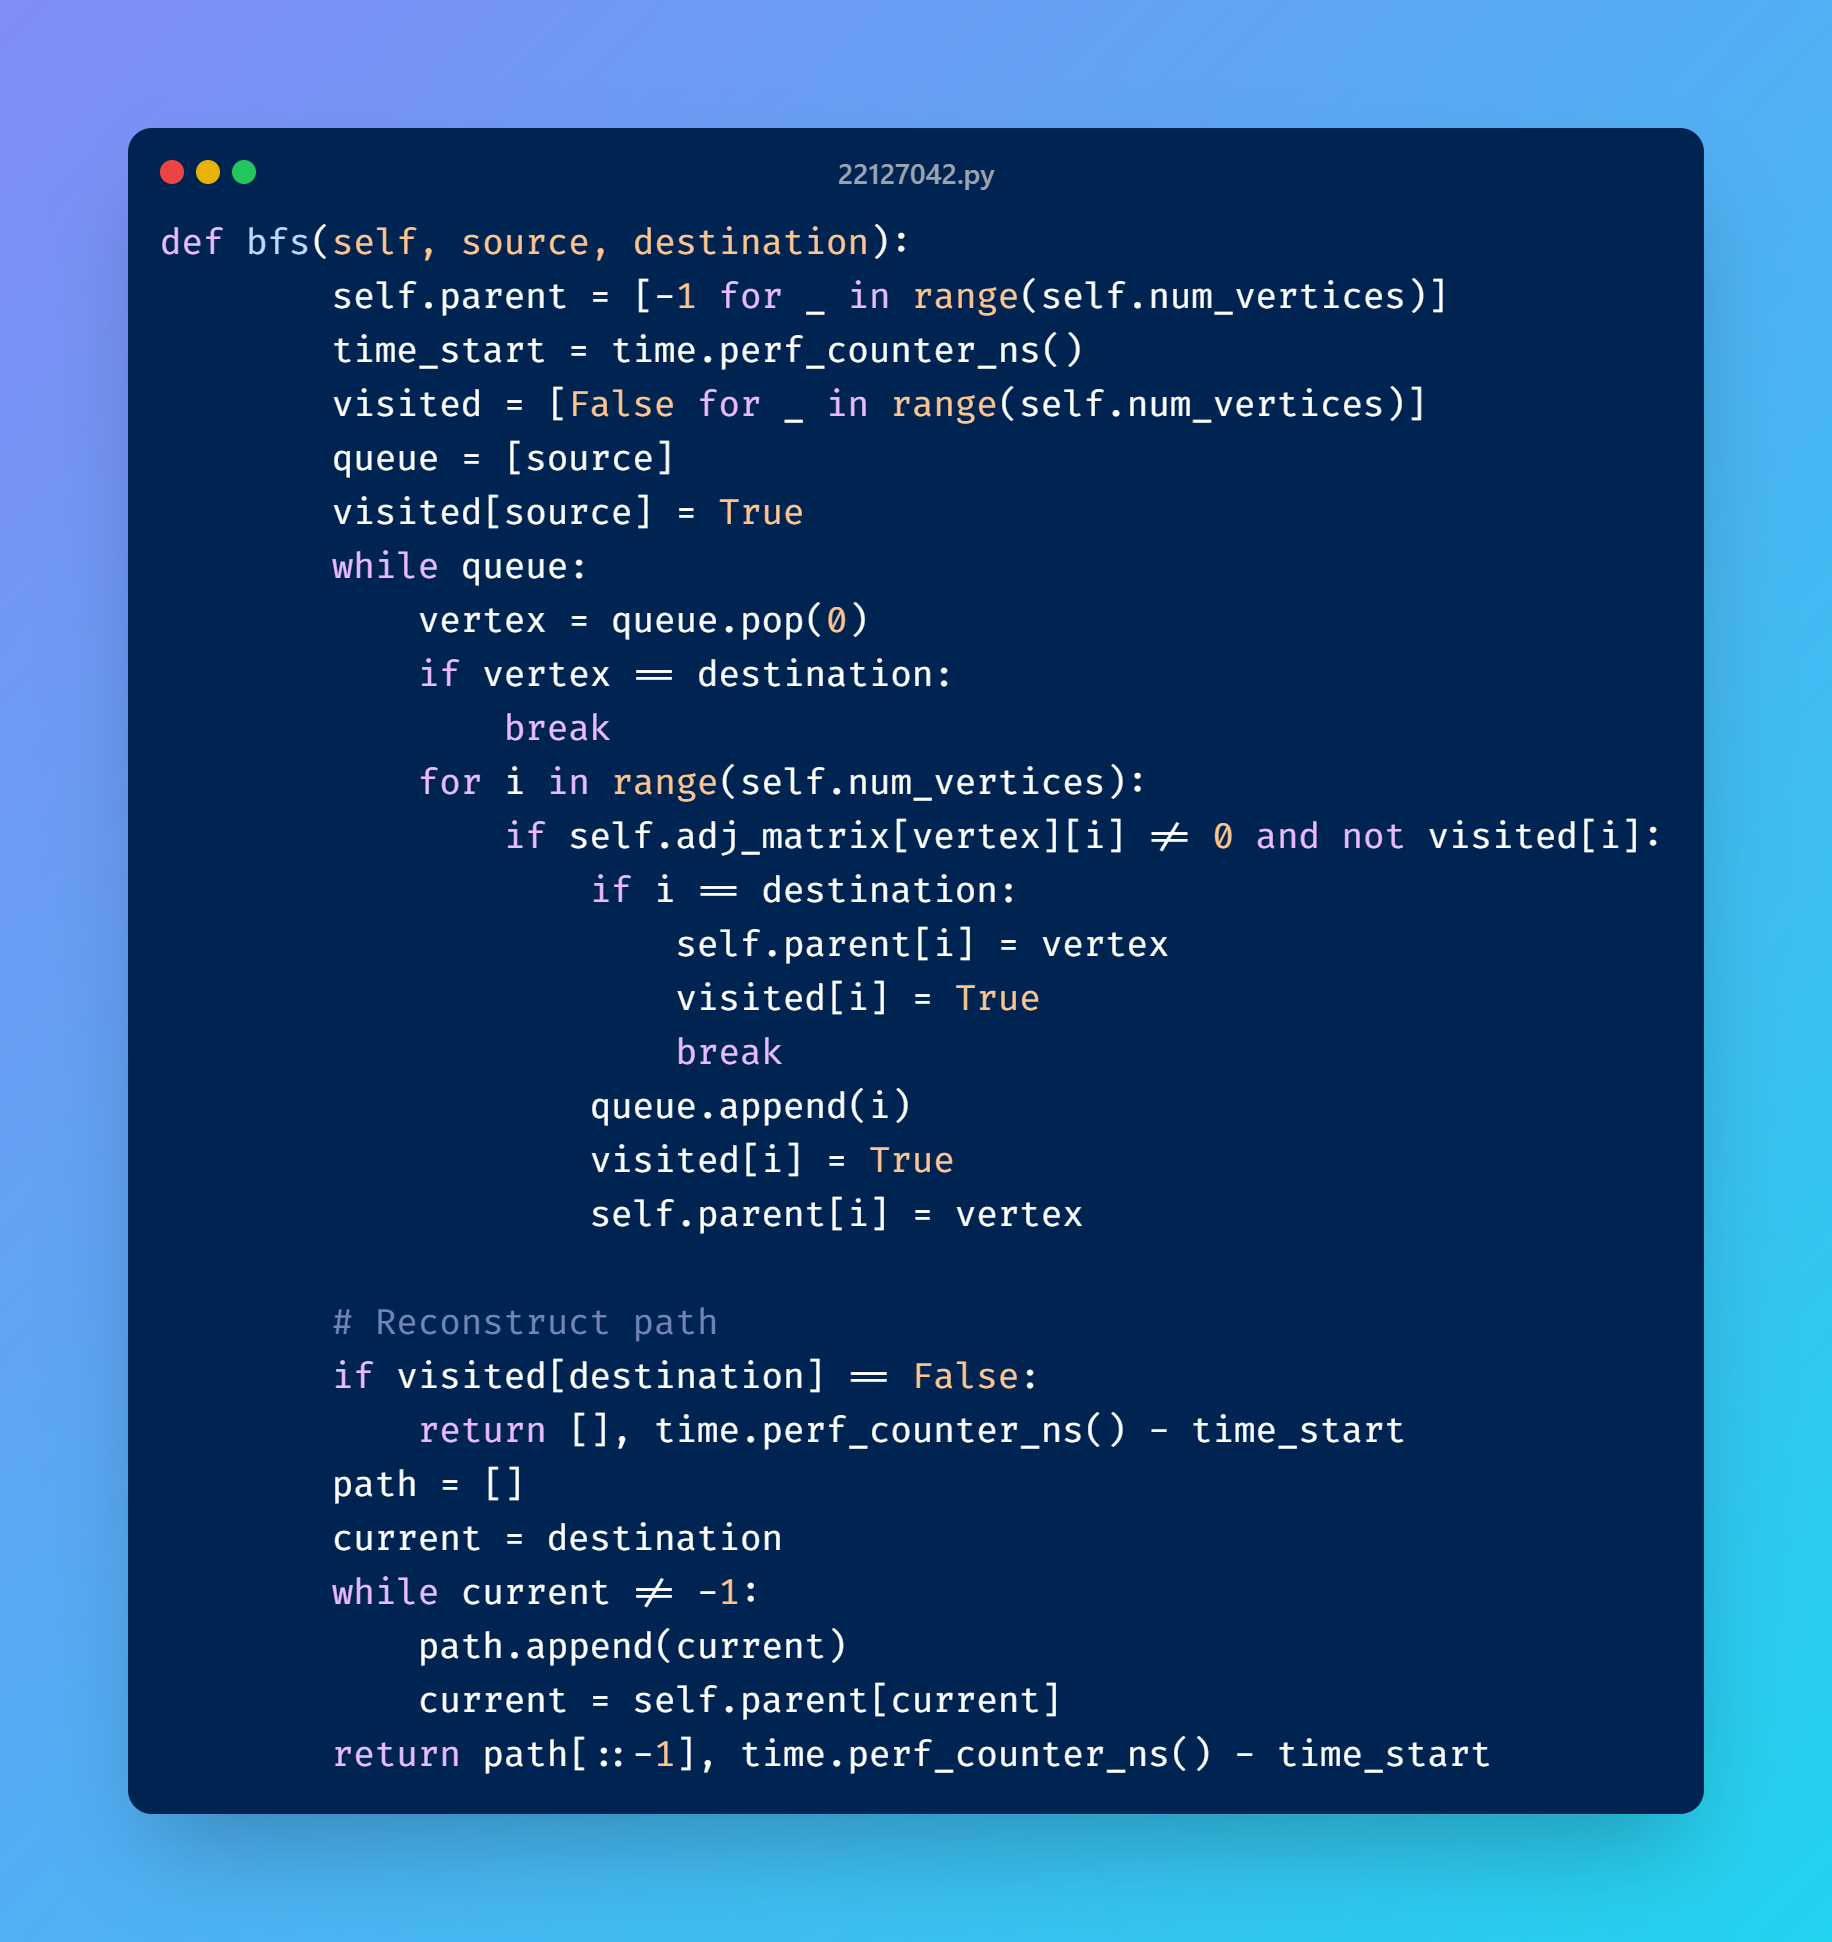 22127042.py
def bfs(self, source, destination):
        self.parent = [-1 for _ in range(self.num_vertices)]
        time_start = time.perf_counter_ns()
        visited = [False for _ in range(self.num_vertices)]
        queue = [source]
        visited[source] = True
        while queue:
            vertex = queue.pop(0)
            if vertex == destination:
                break
            for i in range(self.num_vertices):
                if self.adj_matrix[vertex][i] != 0 and not visited[i]:
                    if i == destination:
                        self.parent[i] = vertex
                        visited[i] = True
                        break
                    queue.append(i)
                    visited[i] = True
                    self.parent[i] = vertex

        # Reconstruct path
        if visited[destination] == False:
            return [], time.perf_counter_ns() - time_start
        path = []
        current = destination
        while current != -1:
            path.append(current)
            current = self.parent[current]
        return path[::-1], time.perf_counter_ns() - time_start